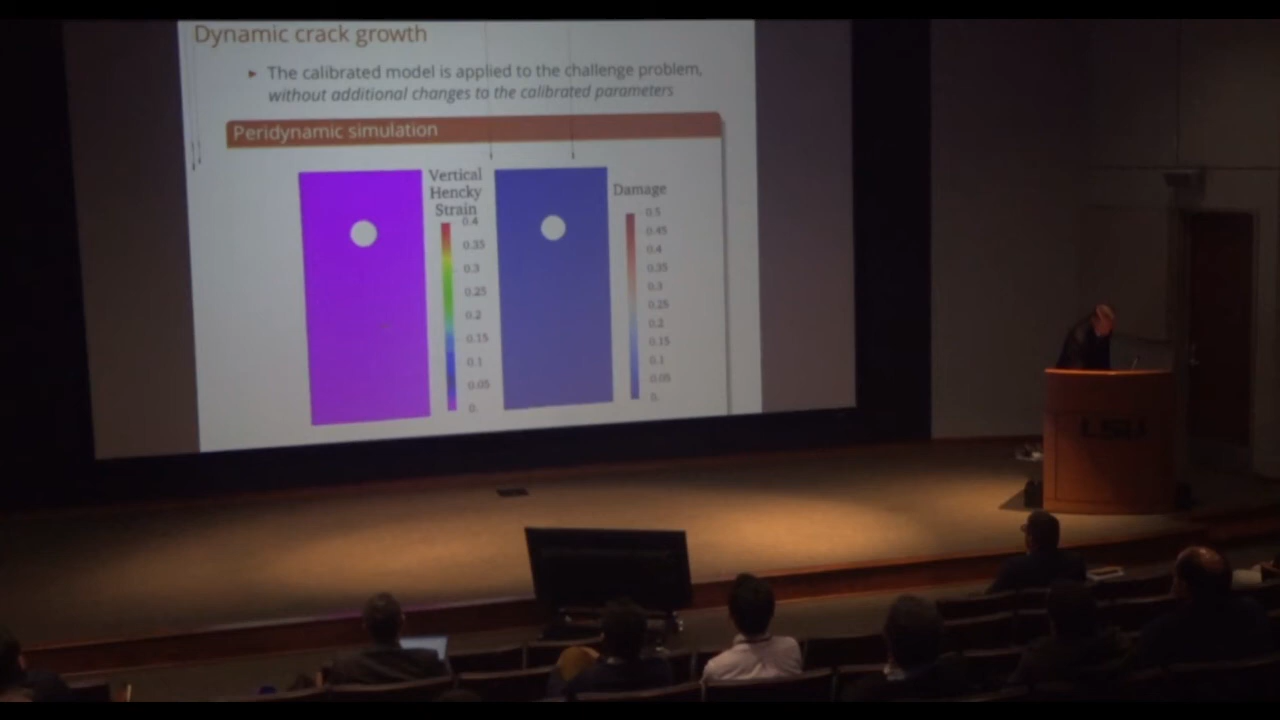 Dynamic crack growth
▸ The calibrated model is applied to the challenge problem,
without additional changes to the calibrated parameters
Peridynamic simulation
Vertical
Hencky
Strain
0.4
0.35
0.3
0.25
0.2
0.15
0.1
0.05
0.
Damage
0.5
0.45
0.4
0.35
0.3
0.25
0.2
0.15
0.1
0.05
0.
LSU